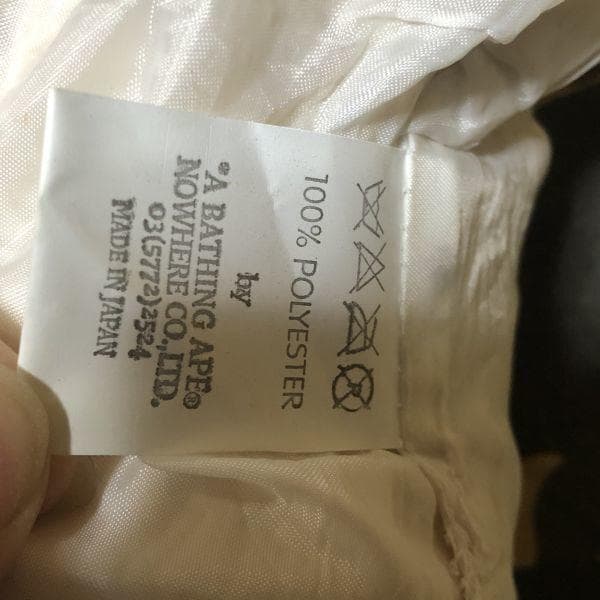 100% POLYESTER
by
®A BATHING APE®
NOWHERE CO.,LTD.
03(5772)2524
MADE IN JAPAN